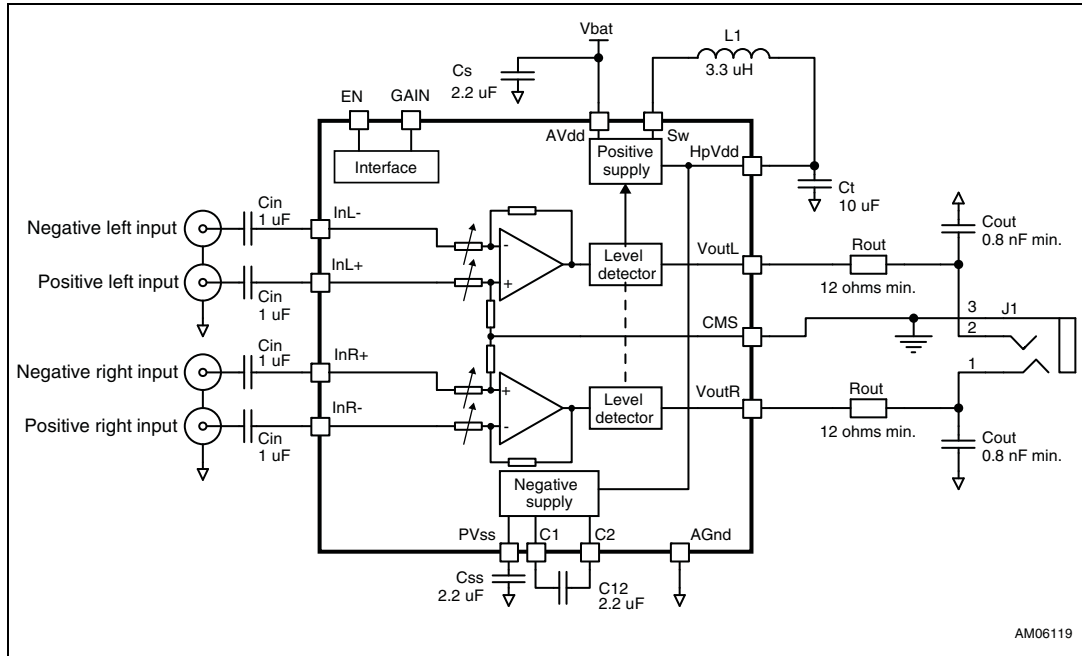 Vbat
L1
3.3 uH
Cs
2.2 uF
EN
GAIN
AVdd
Sw
HpVdd
Interface
Positive
supply
Ct
10 uF
Negative left input
Cin
1 uF
InL-
-
Positive left input
Cin
1 uF
InL+
+
Level
detector
VoutL
Rout
12 ohms min.
Cout
0.8 nF min.
CMS
3
J1
2
1
Negative right input
Cin
1 uF
InR+
+
Positive right input
Cin
1 uF
InR-
-
Level
detector
VoutR
Rout
12 ohms min.
Cout
0.8 nF min.
Negative
supply
PVss
C1
C2
AGnd
Css
2.2 uF
C12
2.2 uF
AM06119